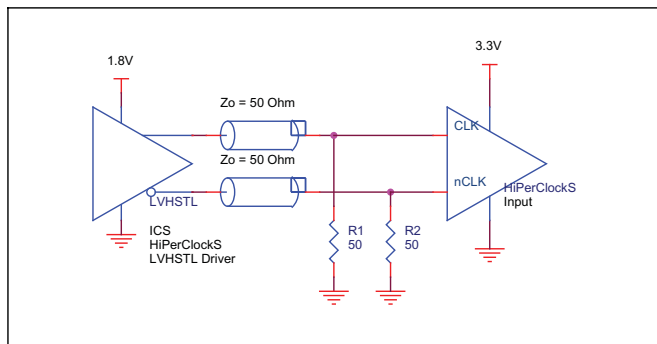 1.8V
3.3V
Zo = 50 Ohm
CLK
Zo = 50 Ohm
nCLK
HiPerClockS
Input
LVHSTL
ICS
HiPerClockS
LVHSTL Driver
R1
50
R2
50